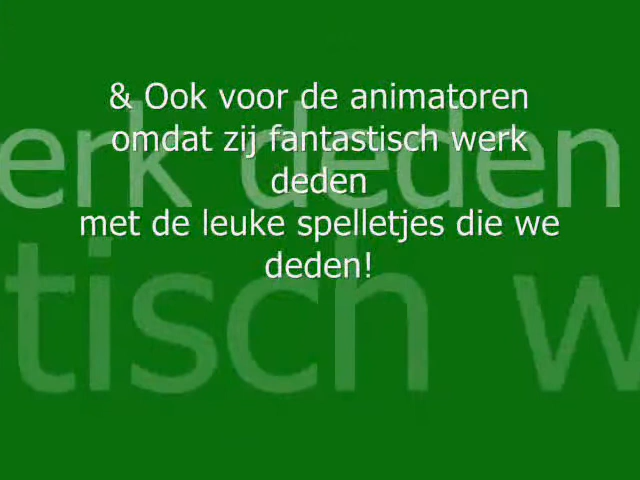 & Ook voor de animatoren
omdat zij fantastisch werk
deden
met de leuke spelletjes die we
deden!
erk deden
tisch w